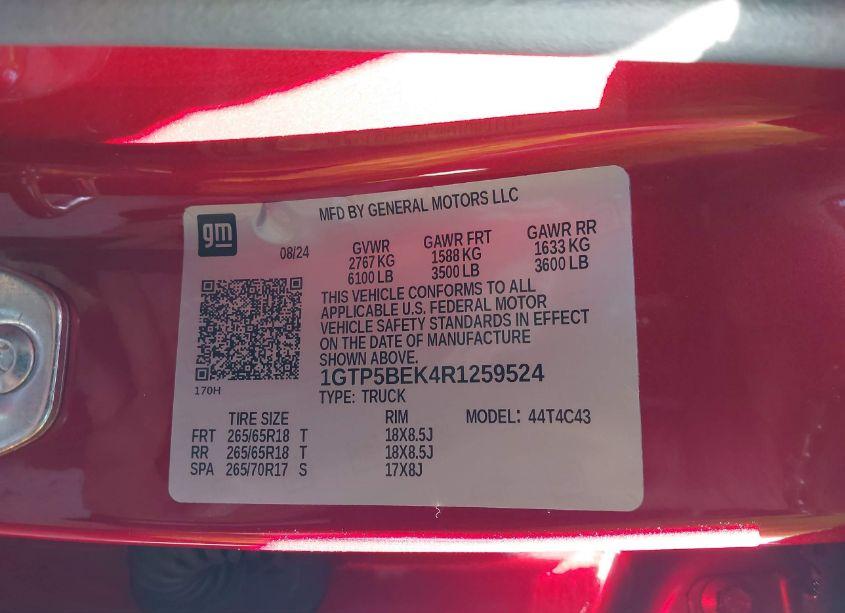 MFD BY GENERAL MOTORS LLC
gm
08/24
GVWR GAWR FRT GAWR RR
2767 KG 1588 KG 1633 KG
6100 LB 3500 LB 3600 LB
THIS VEHICLE CONFORMS TO ALL
APPLICABLE U.S. FEDERAL MOTOR
VEHICLE SAFETY STANDARDS IN EFFECT
ON THE DATE OF MANUFACTURE
SHOWN ABOVE.
170H
1GTP5BEK4R1259524
TYPE: TRUCK
TIRE SIZE RIM MODEL: 44T4C43
FRT 265/65R18 T 18X8.5J
RR 265/65R18 T 18X8.5J
SPA 265/70R17 S 17X8J